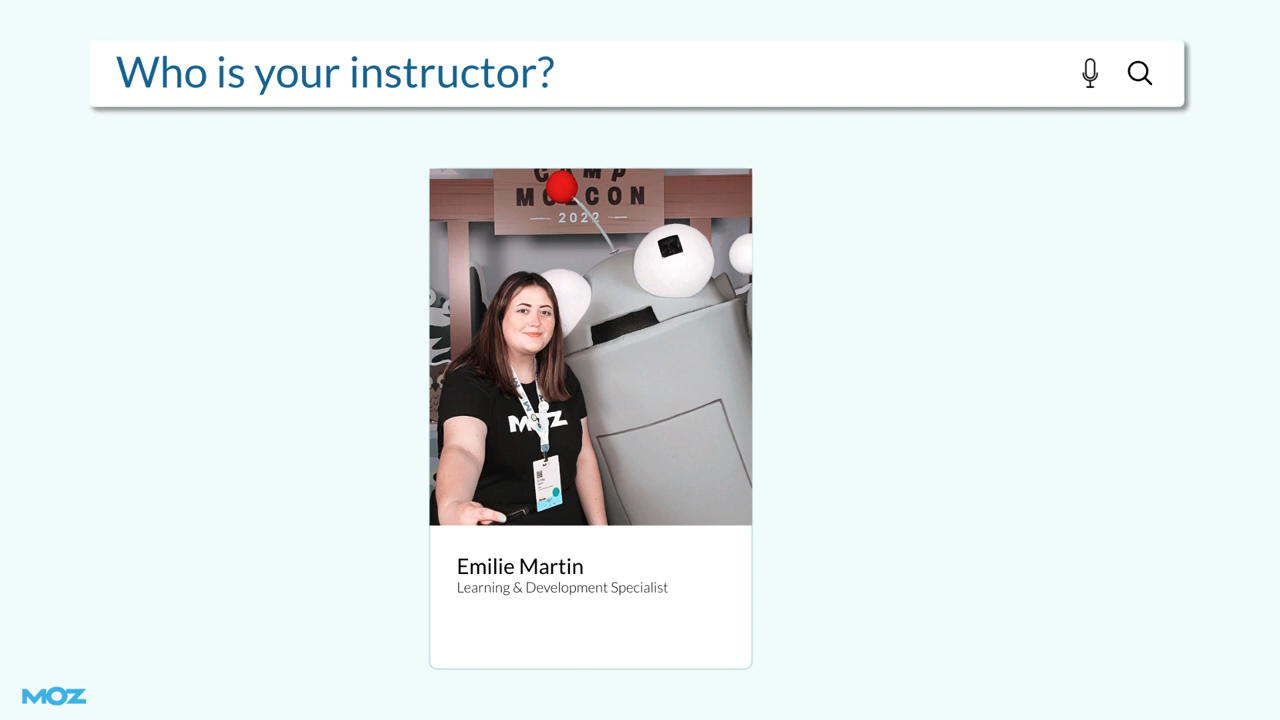 Who is your instructor?
CAMP
MOZCON
2022
MOZ
Emilie Martin
Learning & Development Specialist
MOZ